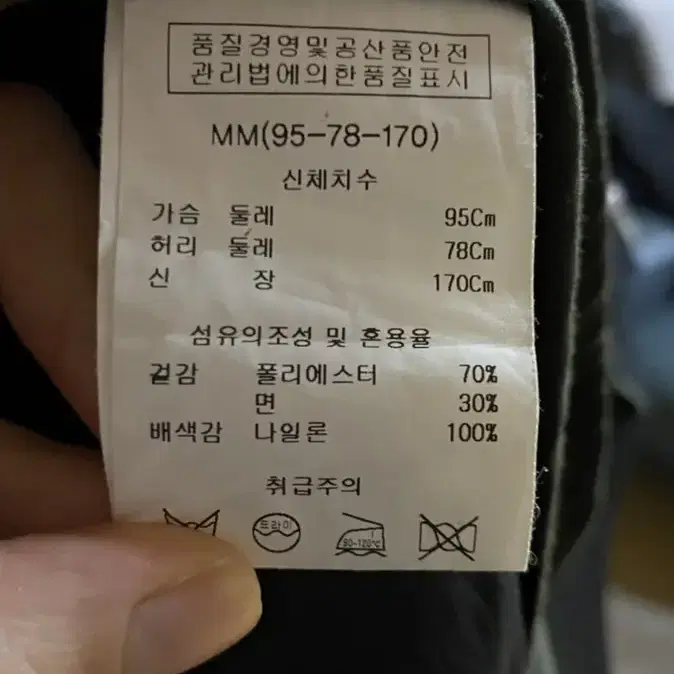 품질경영및공산품안전
관리법에의한품질표시
MM(95-78-170)
신체치수
가슴 둘레 95Cm
허리 둘레 78Cm
신 장 170Cm
섬유의조성 및 혼용율
겉감 폴리에스터 70%
면 30%
배색감 나일론 100%
취급주의
드라이
80-120℃